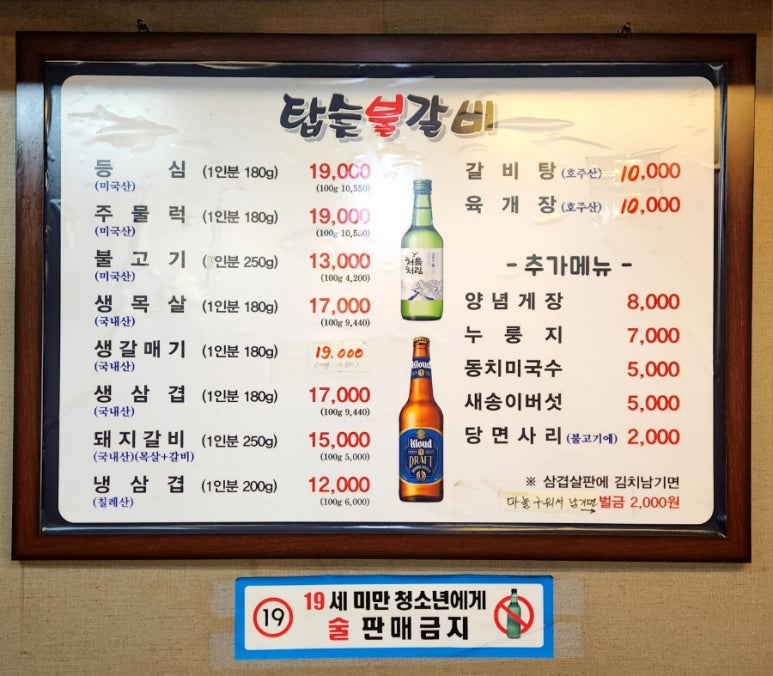 탑숯불갈비
등심 (1인분 180g) 19,000
(미국산) (100g 10,550)
주물럭 (1인분 180g) 19,000
(미국산) (100g 10,550)
불고기 (1인분 250g) 13,000
(미국산) (100g 4,200)
생목살 (1인분 180g) 17,000
(국내산) (100g 9,440)
생갈매기 (1인분 180g) 19.000
(국내산)
생삼겹 (1인분 180g) 17,000
(국내산) (100g 9,440)
돼지갈비 (1인분 250g) 15,000
(국내산)(목살+갈비) (100g 5,000)
냉삼겹 (1인분 200g) 12,000
(칠레산) (100g 6,000)
처음
처럼
Kloud
Kloud
DRAFT
갈비탕 (호주산) 10,000
육개장 (호주산) 10,000
- 추가메뉴 -
양념게장 8,000
누룽지 7,000
동치미국수 5,000
새송이버섯 5,000
당면사리 (불고기에) 2,000
※ 삼겹살판에 김치남기면
마늘 구워서 남기면→ 벌금 2,000원
19 19세 미만 청소년에게
술 판매금지